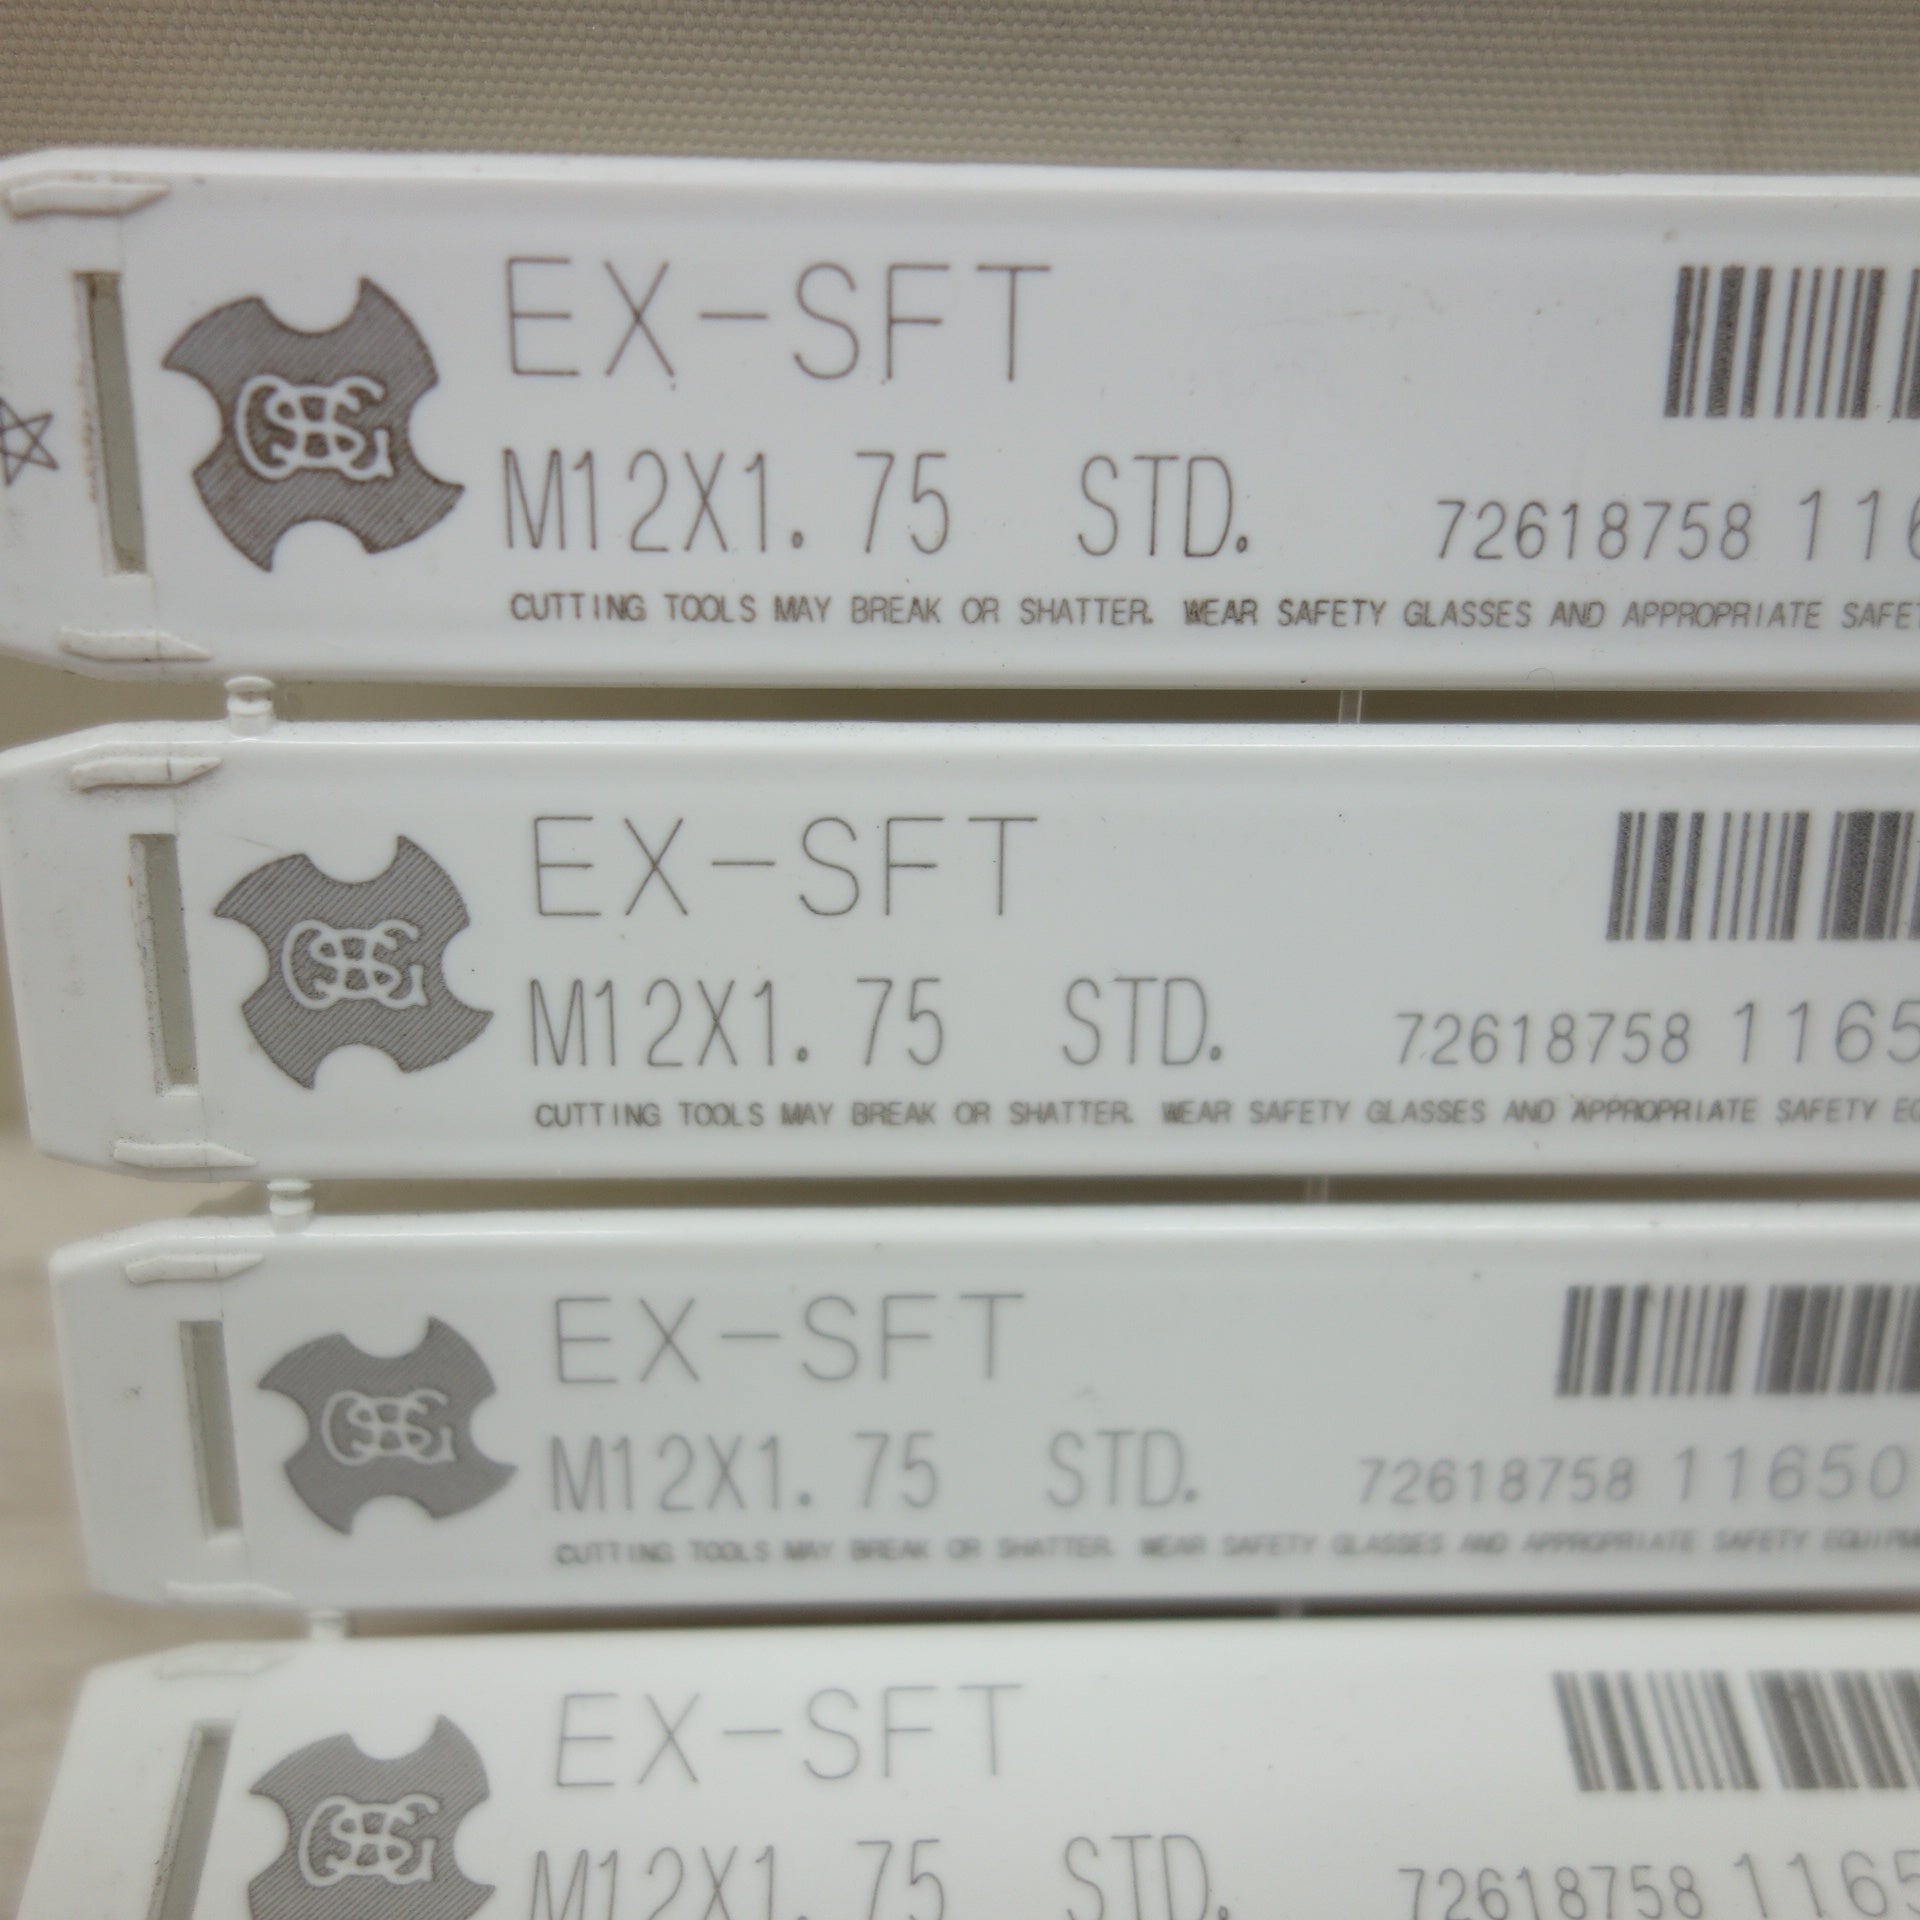 EX-SFT
M12X1.75 STD. 72618758 116
CUTTING TOOLS MAY BREAK OR SHATTER. WEAR SAFETY GLASSES AND APPROPRIATE SAFET
EX-SFT
M12X1.75 STD. 72618758 1165
CUTTING TOOLS MAY BREAK OR SHATTER. WEAR SAFETY GLASSES AND APPROPRIATE SAFETY EQ
EX-SFT
M12X1.75 STD. 72618758 11650
CUTTING TOOLS MAY BREAK OR SHATTER. WEAR SAFETY GLASSES AND APPROPRIATE SAFETY EQUIPM
EX-SFT
M12X1.75 STD. 72618758 1165